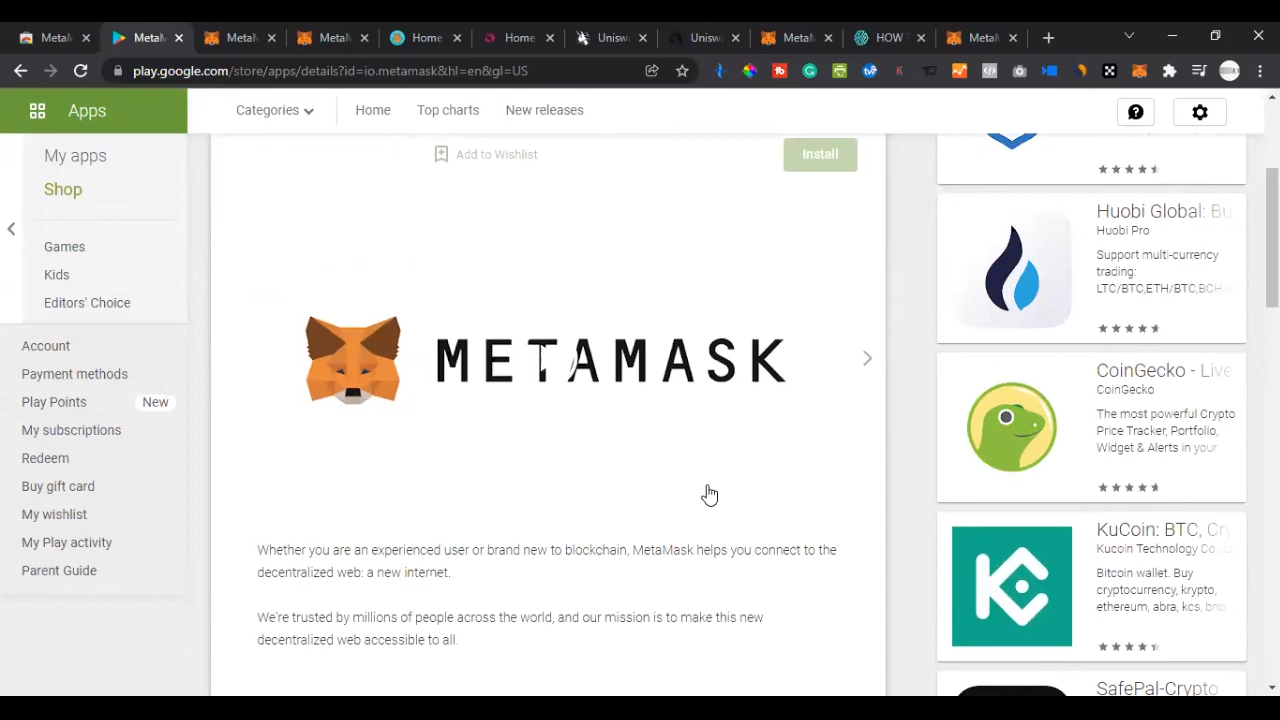 MetaM
MetaM
MetaM
MetaM
Home
Home
Unisw
Unisw
MetaM
HOW T
MetaM
play.google.com/store/apps/details?id=io.metamask&hl=en&gl=US
Apps
Categories
Home
Top charts
New releases
My apps
Shop
Games
Kids
Editors' Choice
Account
Payment methods
Play Points
New
My subscriptions
Redeem
Buy gift card
My wishlist
My Play activity
Parent Guide
Add to Wishlist
Install
METAMASK
Whether you are an experienced user or brand new to blockchain, MetaMask helps you connect to the
decentralized web: a new internet.
We're trusted by millions of people across the world, and our mission is to make this new
decentralized web accessible to all.
Huobi Global: Bu
Huobi Pro
Support multi-currency
trading:
LTC/BTC,ETH/BTC,BCH
CoinGecko - Live
CoinGecko
The most powerful Crypto
Price Tracker, Portfolio,
Widget & Alerts in your
KuCoin: BTC, Cry
Kucoin Technology Co.
Bitcoin wallet. Buy
cryptocurrency, krypto,
ethereum, abra, kcs, bnb
SafePal-Crypto